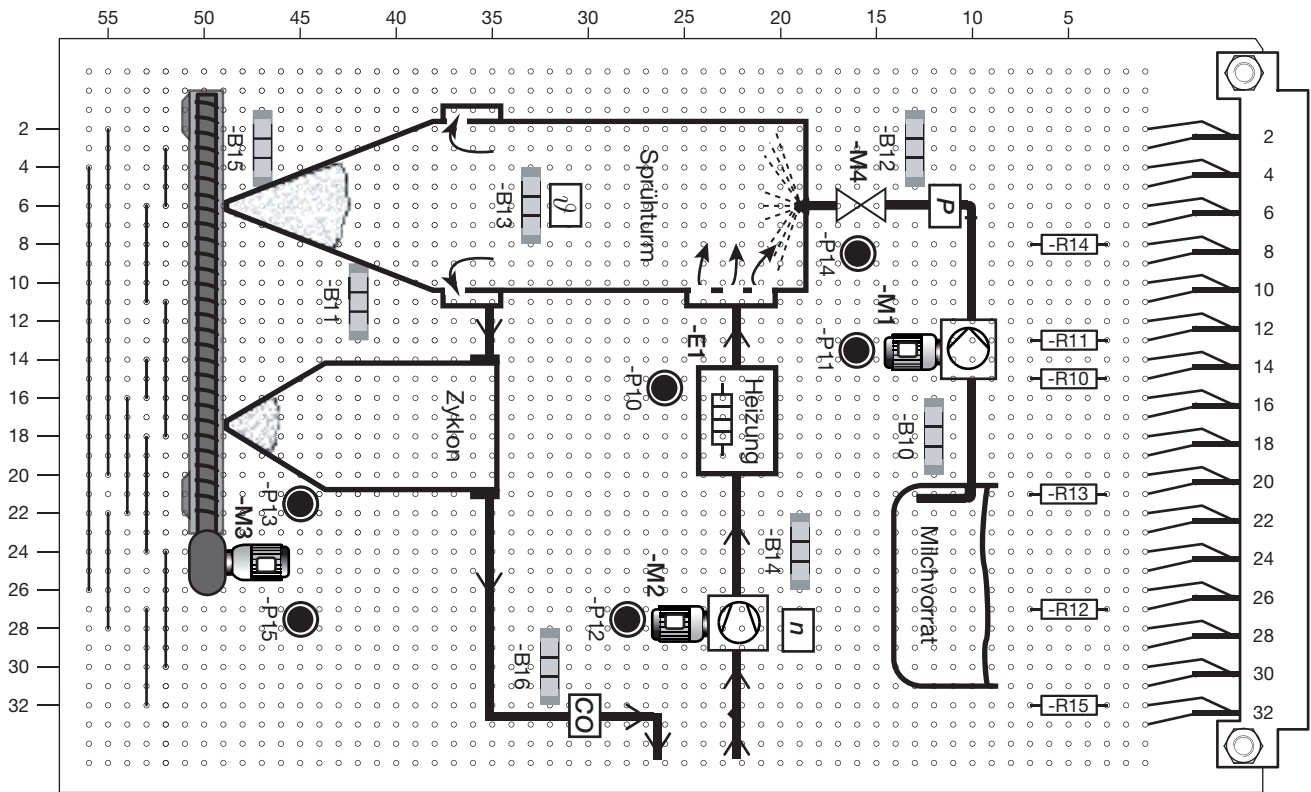 55 50 45 40 35 30 25 20 15 10 5
2
4
6
8
10
12
14
16
18
20
22
24
26
28
30
32
-B15
-B13
ϑ
Sprühturm
-M4
-B12
P
-P14
-R14
-B11
-M1
-P11
-R11
-E1
-R10
-P10
Heizung
Zyklon
-B10
-P13
-M3
-R13
-B14
Milchvorrat
-M2
-P12
n
-R12
-P15
-B16
CO
-R15
2
4
6
8
10
12
14
16
18
20
22
24
26
28
30
32